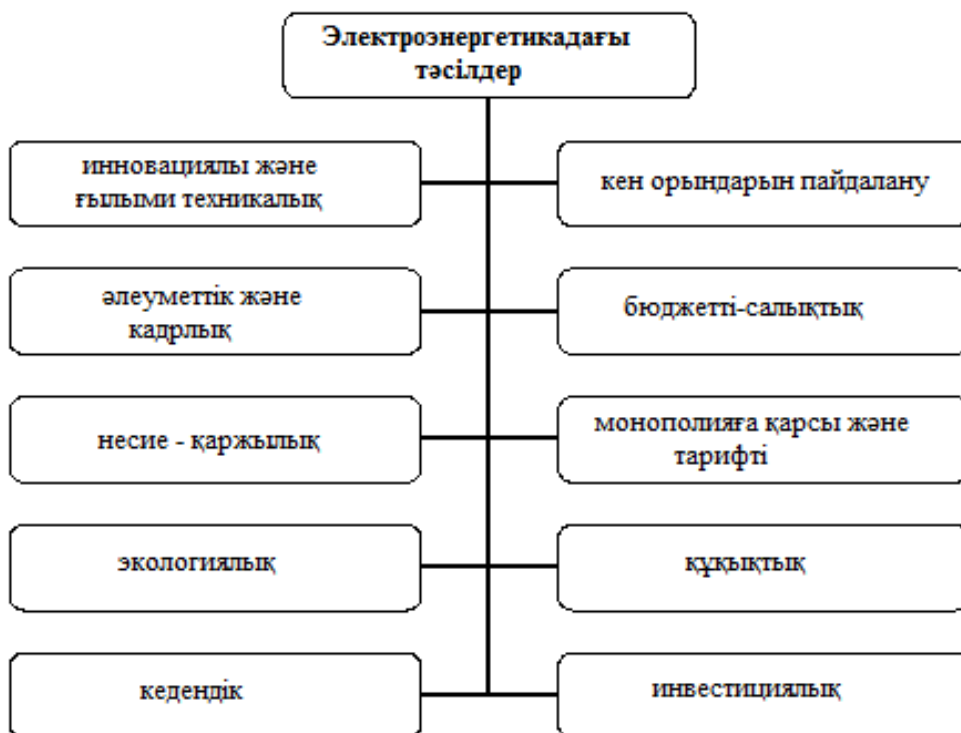 Электроэнергетикадағы
тәсілдер
инновациялы және
ғылыми техникалық
кен орындарын пайдалану
әлеуметтік және
кадрлық
бюджетті-салықтық
несие - қаржылық
монополияға қарсы және
тарифті
экологиялық
құқықтық
кедендік
инвестициялық